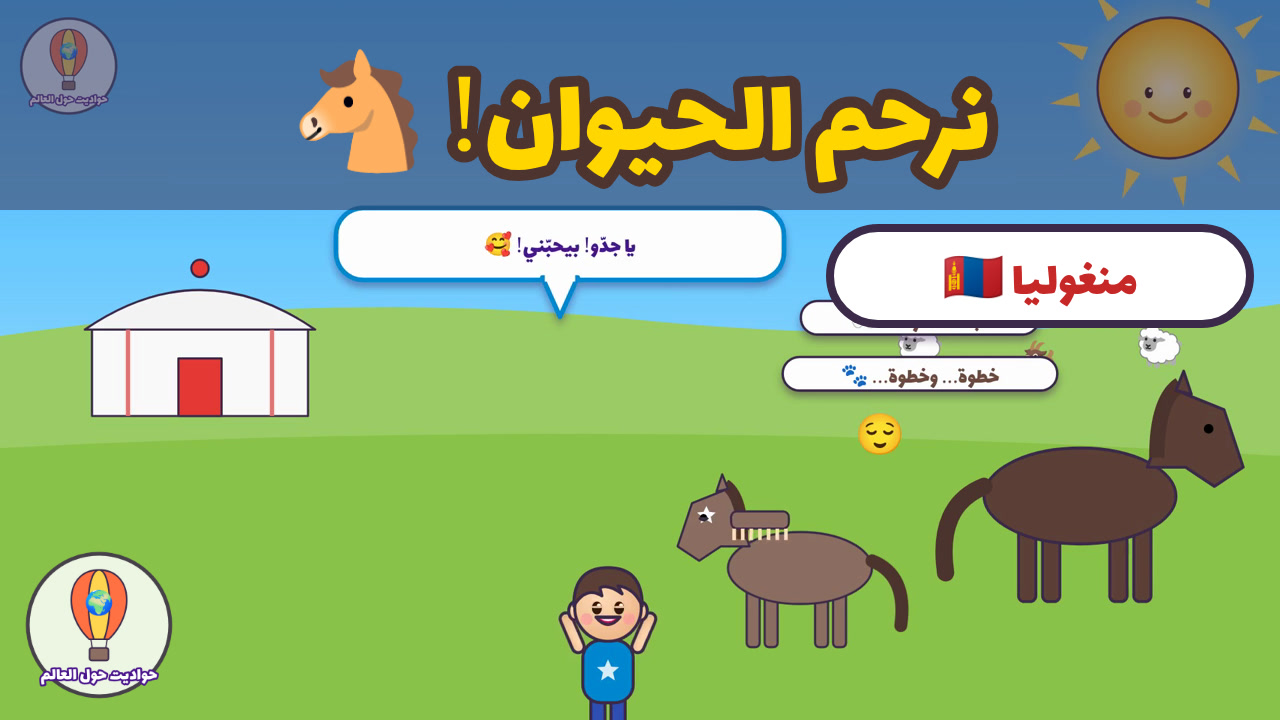 حواديت حول العالم
نرحم الحيوان!
يا جدّو! بيحبّني!
منغوليا
خطوة... وخطوة...
حواديت حول العالم